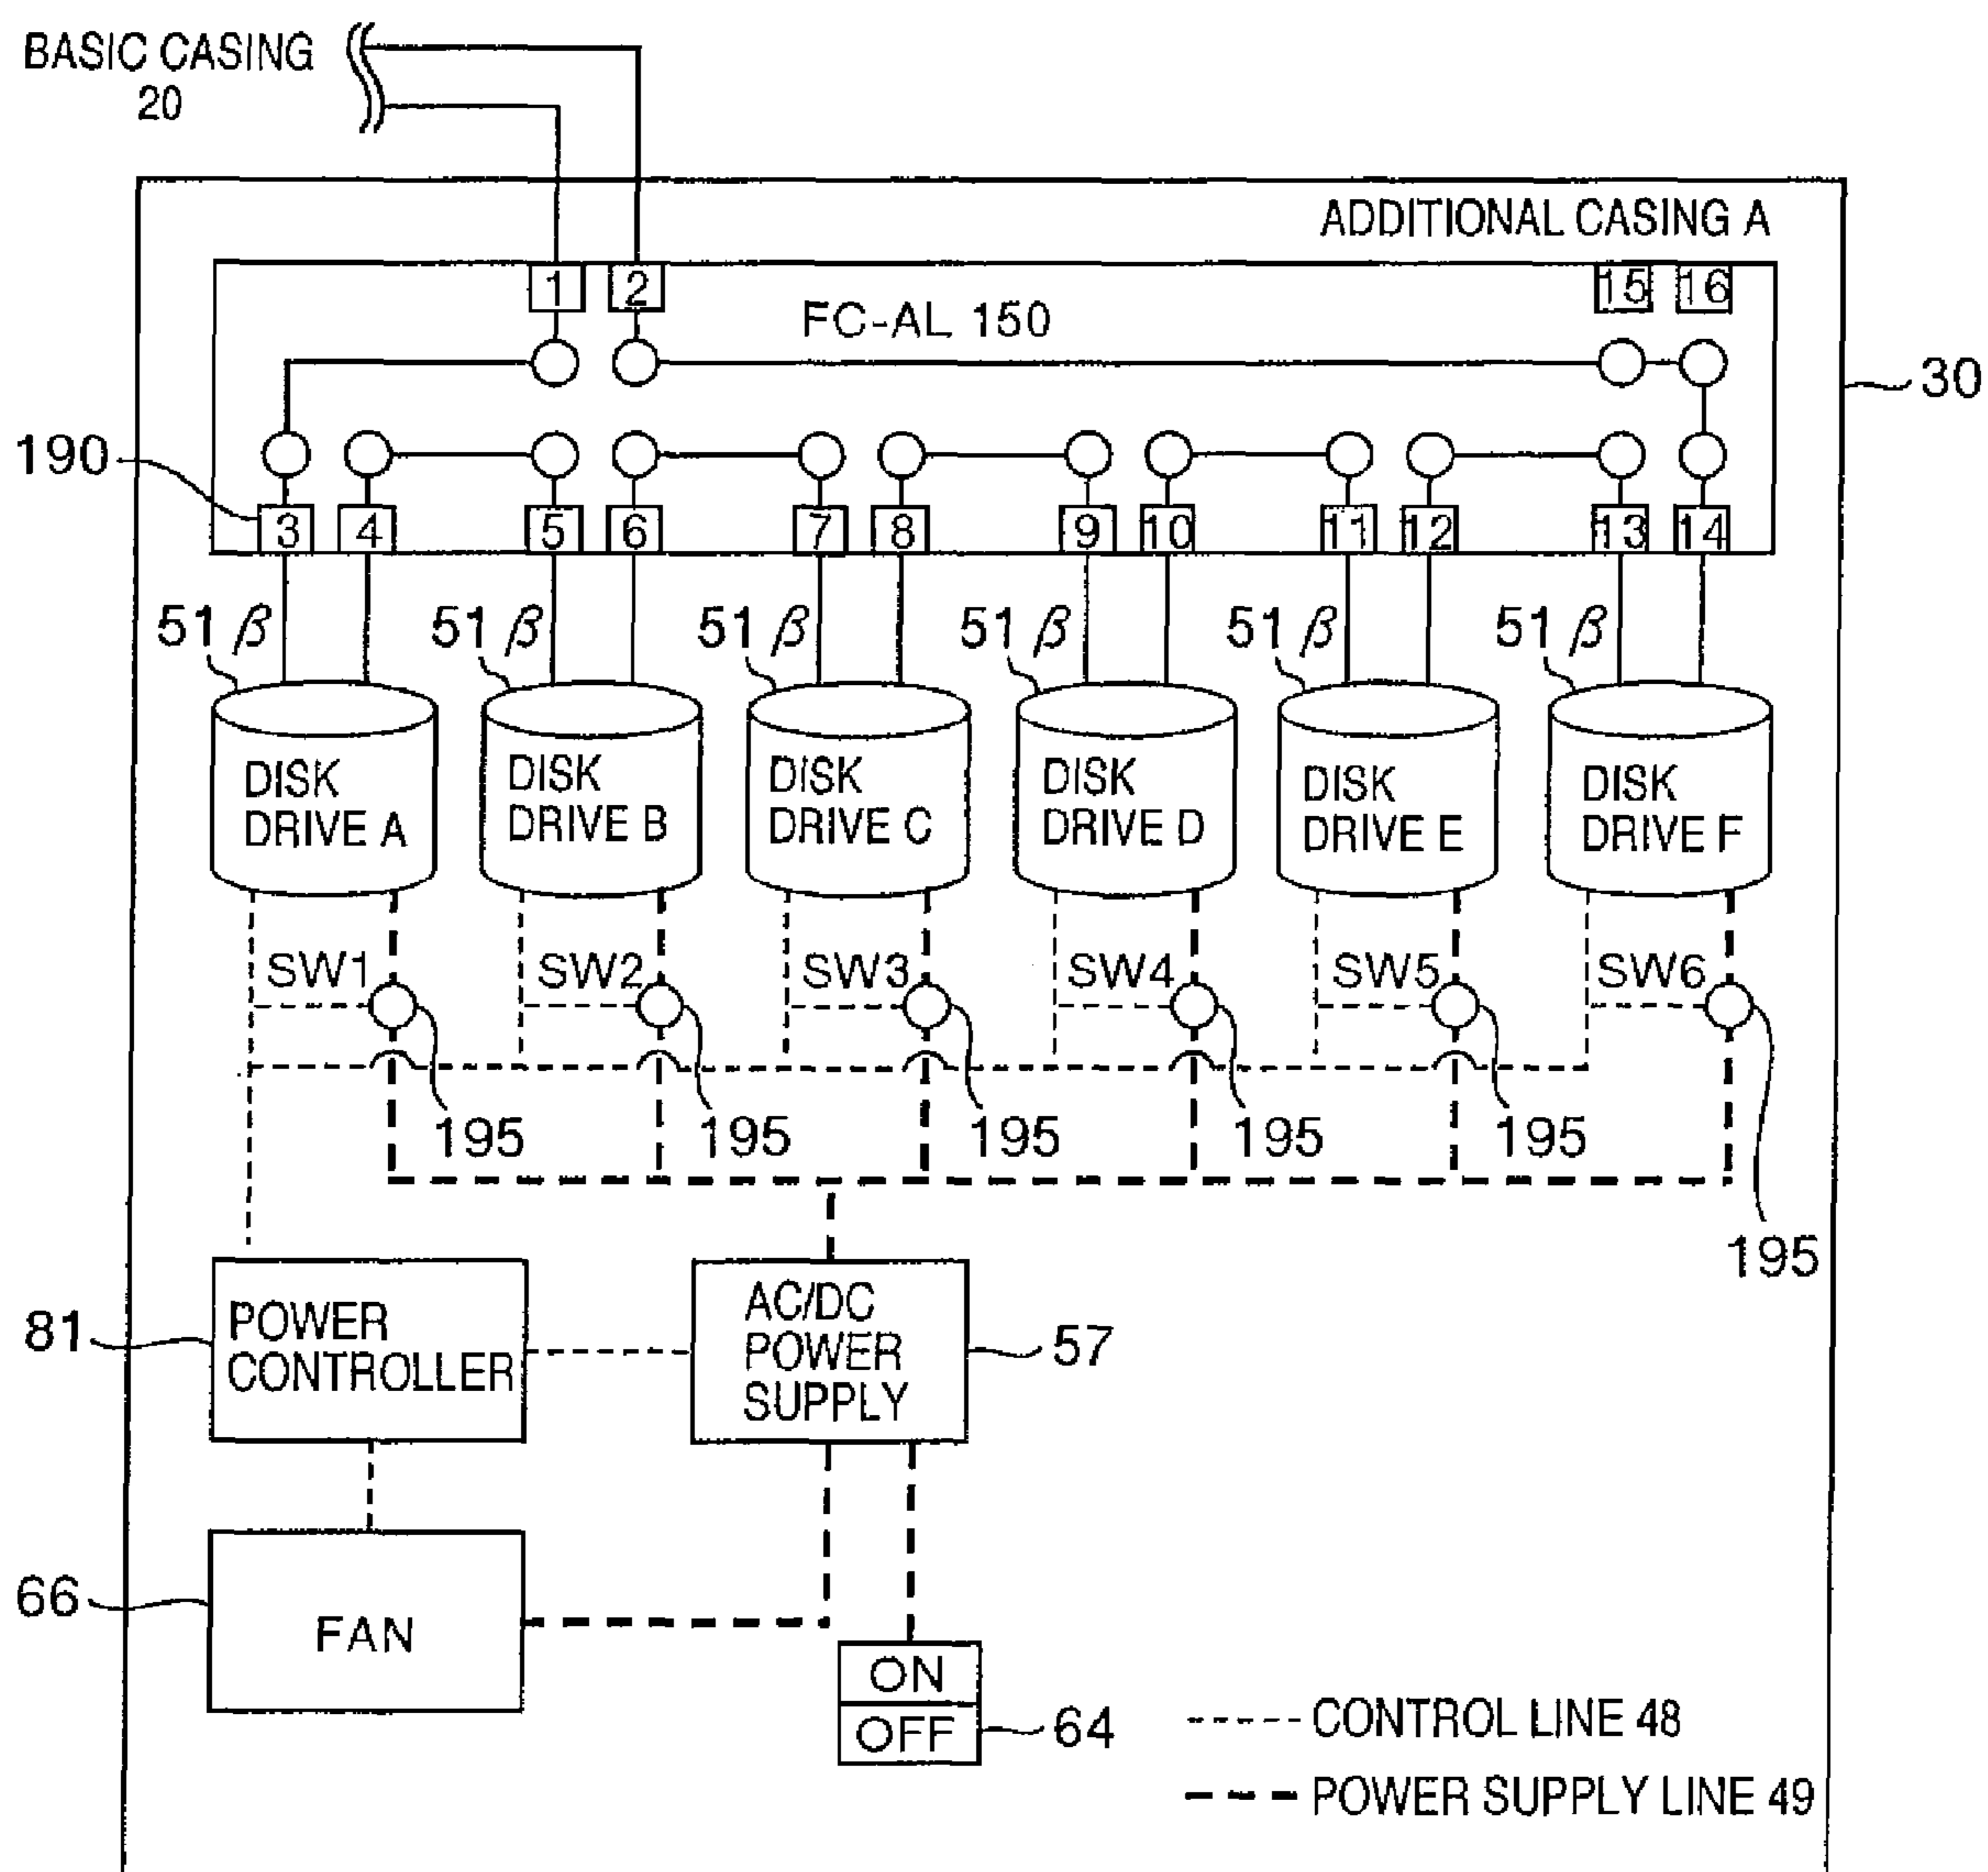 BASIC CASING
20
ADDITIONAL CASING A
1 2 15 16
FC-AL 150
30
190
3 4 5 6 7 8 9 10 11 12 13 14
51β 51β 51β 51β 51β 51β
DISK
DRIVE A
DISK
DRIVE B
DISK
DRIVE C
DISK
DRIVE D
DISK
DRIVE E
DISK
DRIVE F
SW1 SW2 SW3 SW4 SW5 SW6
195 195 195 195 195
195
81
POWER
CONTROLLER
AC/DC
POWER
SUPPLY
57
66
FAN
ON
OFF
64
CONTROL LINE 48
POWER SUPPLY LINE 49